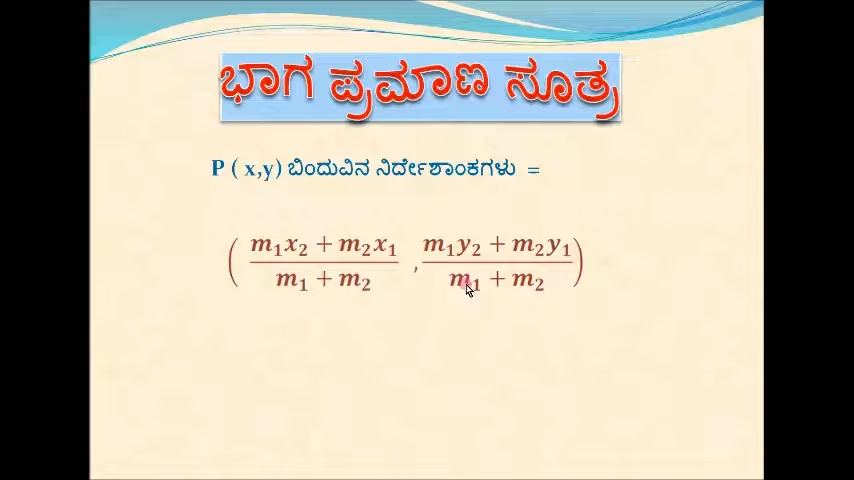 ಭಾಗ ಪ್ರಮಾಣ ಸೂತ್ರ
P ( x,y) ಬಿಂದುವಿನ ನಿರ್ದೇಶಾಂಕಗಳು =
( (m₁x₂ + m₂x₁)/(m₁ + m₂) , (m₁y₂ + m₂y₁)/(m₁ + m₂) )